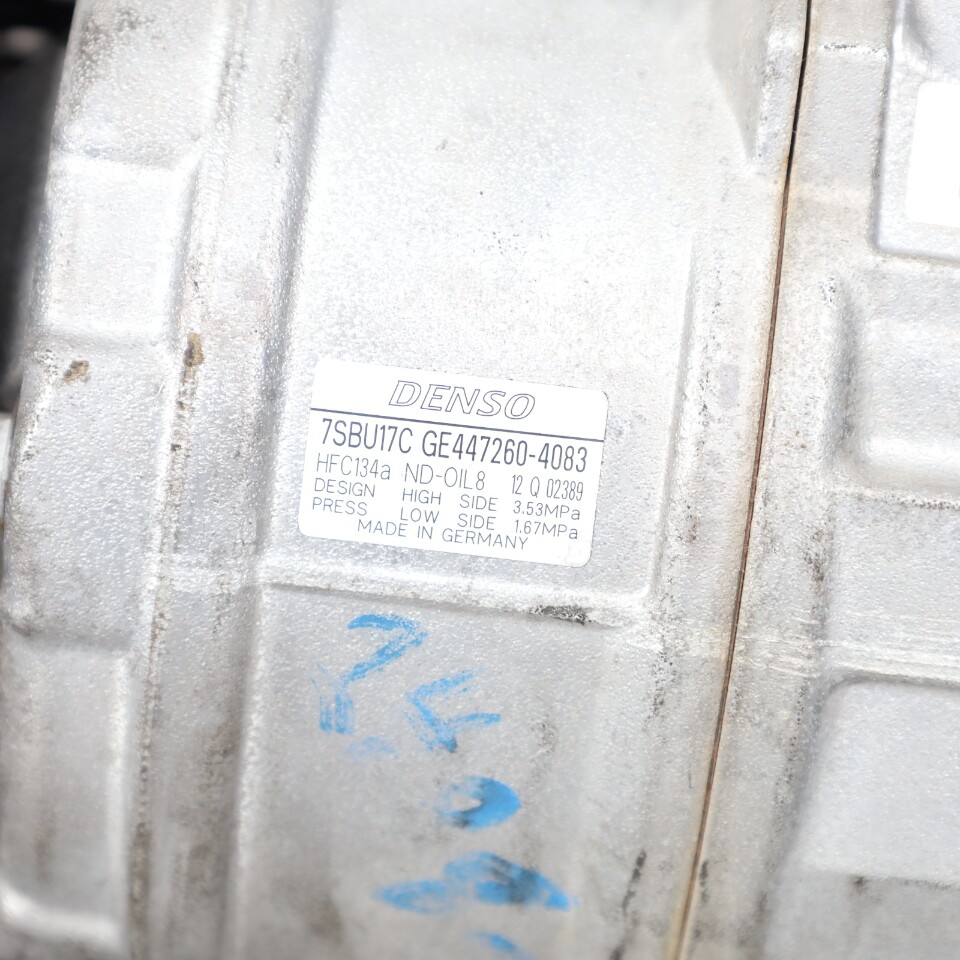 DENSO
7SBU17C GE447260-4083
HFC134a ND-OIL8 12 Q 02389
DESIGN HIGH SIDE 3.53MPa
PRESS LOW SIDE 1.67MPa
MADE IN GERMANY